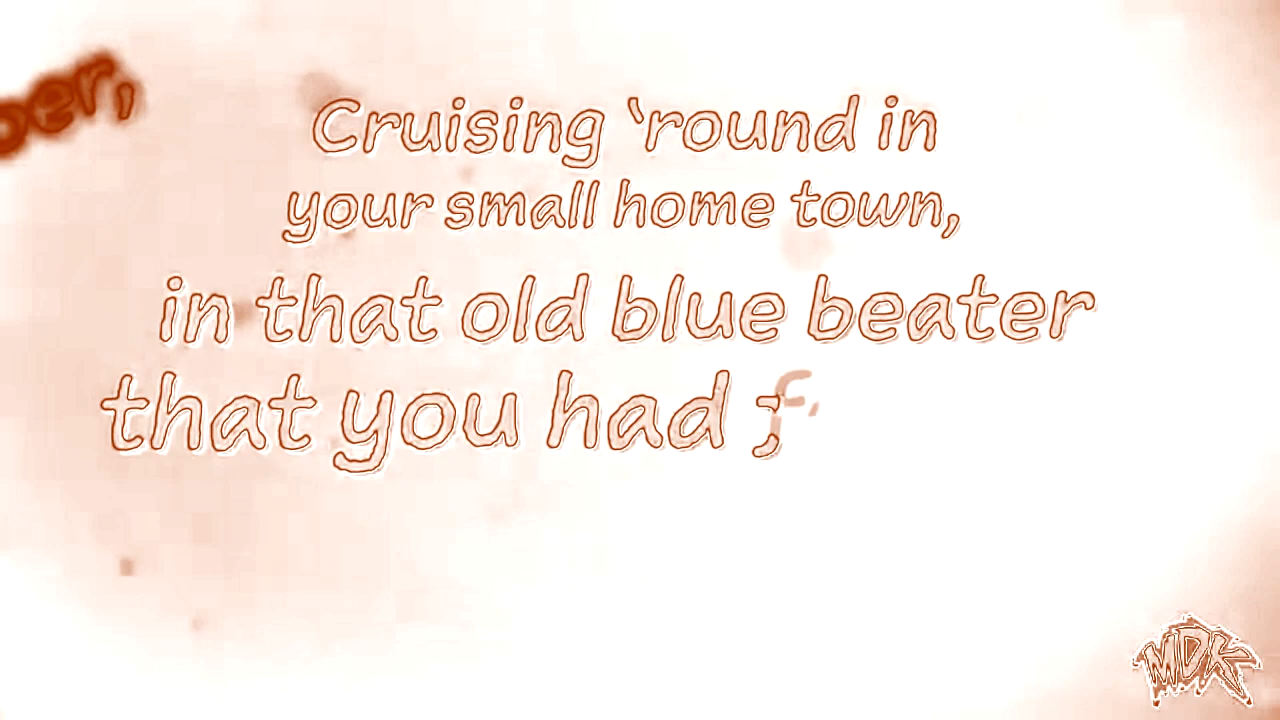 Cruising ‘round in
your small home town,
in that old blue beater
that you had
MDK